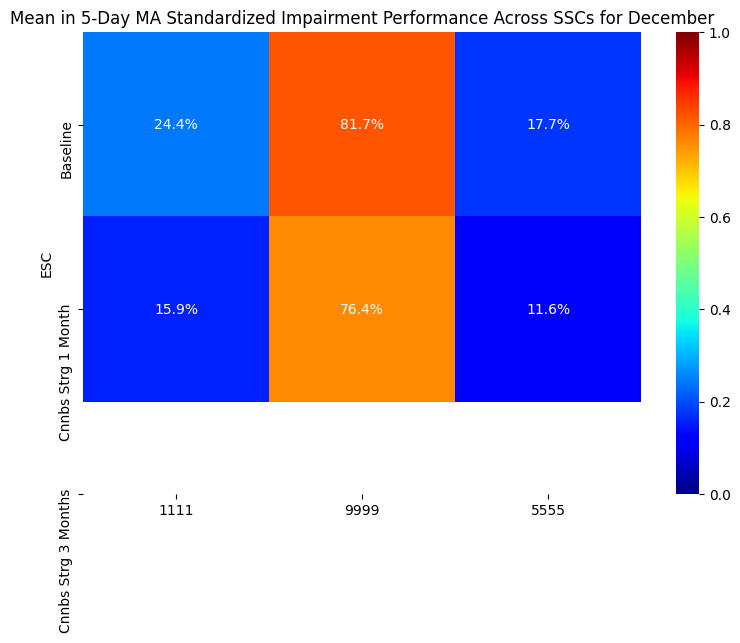 Mean in 5-Day MA Standardized Impairment Performance Across SSCs for December
ESC
Baseline
24.4% 81.7% 17.7%
Cnnbs Strg 1 Month
15.9% 76.4% 11.6%
Cnnbs Strg 3 Months
1111 9999 5555
1.0
0.8
0.6
0.4
0.2
0.0